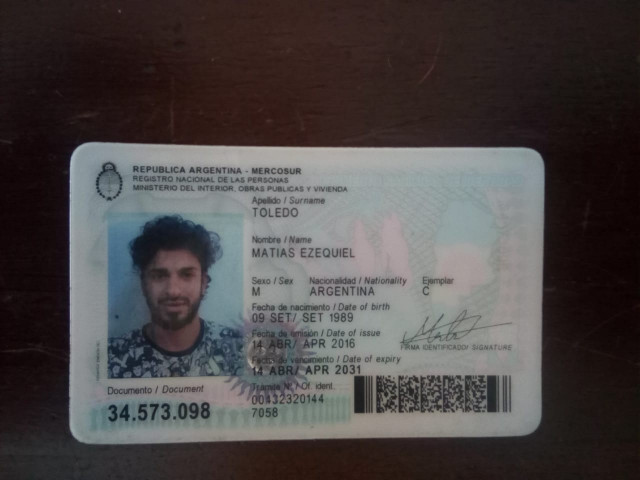 REPUBLICA ARGENTINA - MERCOSUR
REGISTRO NACIONAL DE LAS PERSONAS
MINISTERIO DEL INTERIOR, OBRAS PUBLICAS Y VIVIENDA
Apellido / Surname
TOLEDO
Nombre / Name
MATIAS EZEQUIEL
Sexo / Sex Nacionalidad / Nationality Ejemplar
M ARGENTINA C
Fecha de nacimiento / Date of birth
09 SET/ SET 1989
Fecha de emisión / Date of issue
14 ABR/ APR 2016
FIRMA IDENTIFICADO/ SIGNATURE
Fecha de vencimiento / Date of expiry
14 ABR/ APR 2031
Documento / Document
34.573.098
Trámite Nº / Of. ident.
00432320144
7058